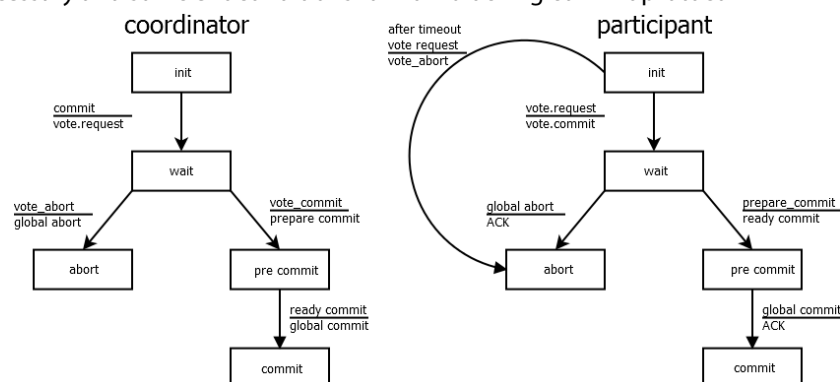 coordinator
init
commit
vote.request
wait
vote_abort
global abort
vote_commit
prepare commit
abort
pre commit
ready commit
global commit
commit
participant
after timeout
vote request
vote_abort
init
vote.request
vote.commit
wait
global abort
ACK
prepare_commit
ready commit
abort
pre commit
global commit
ACK
commit